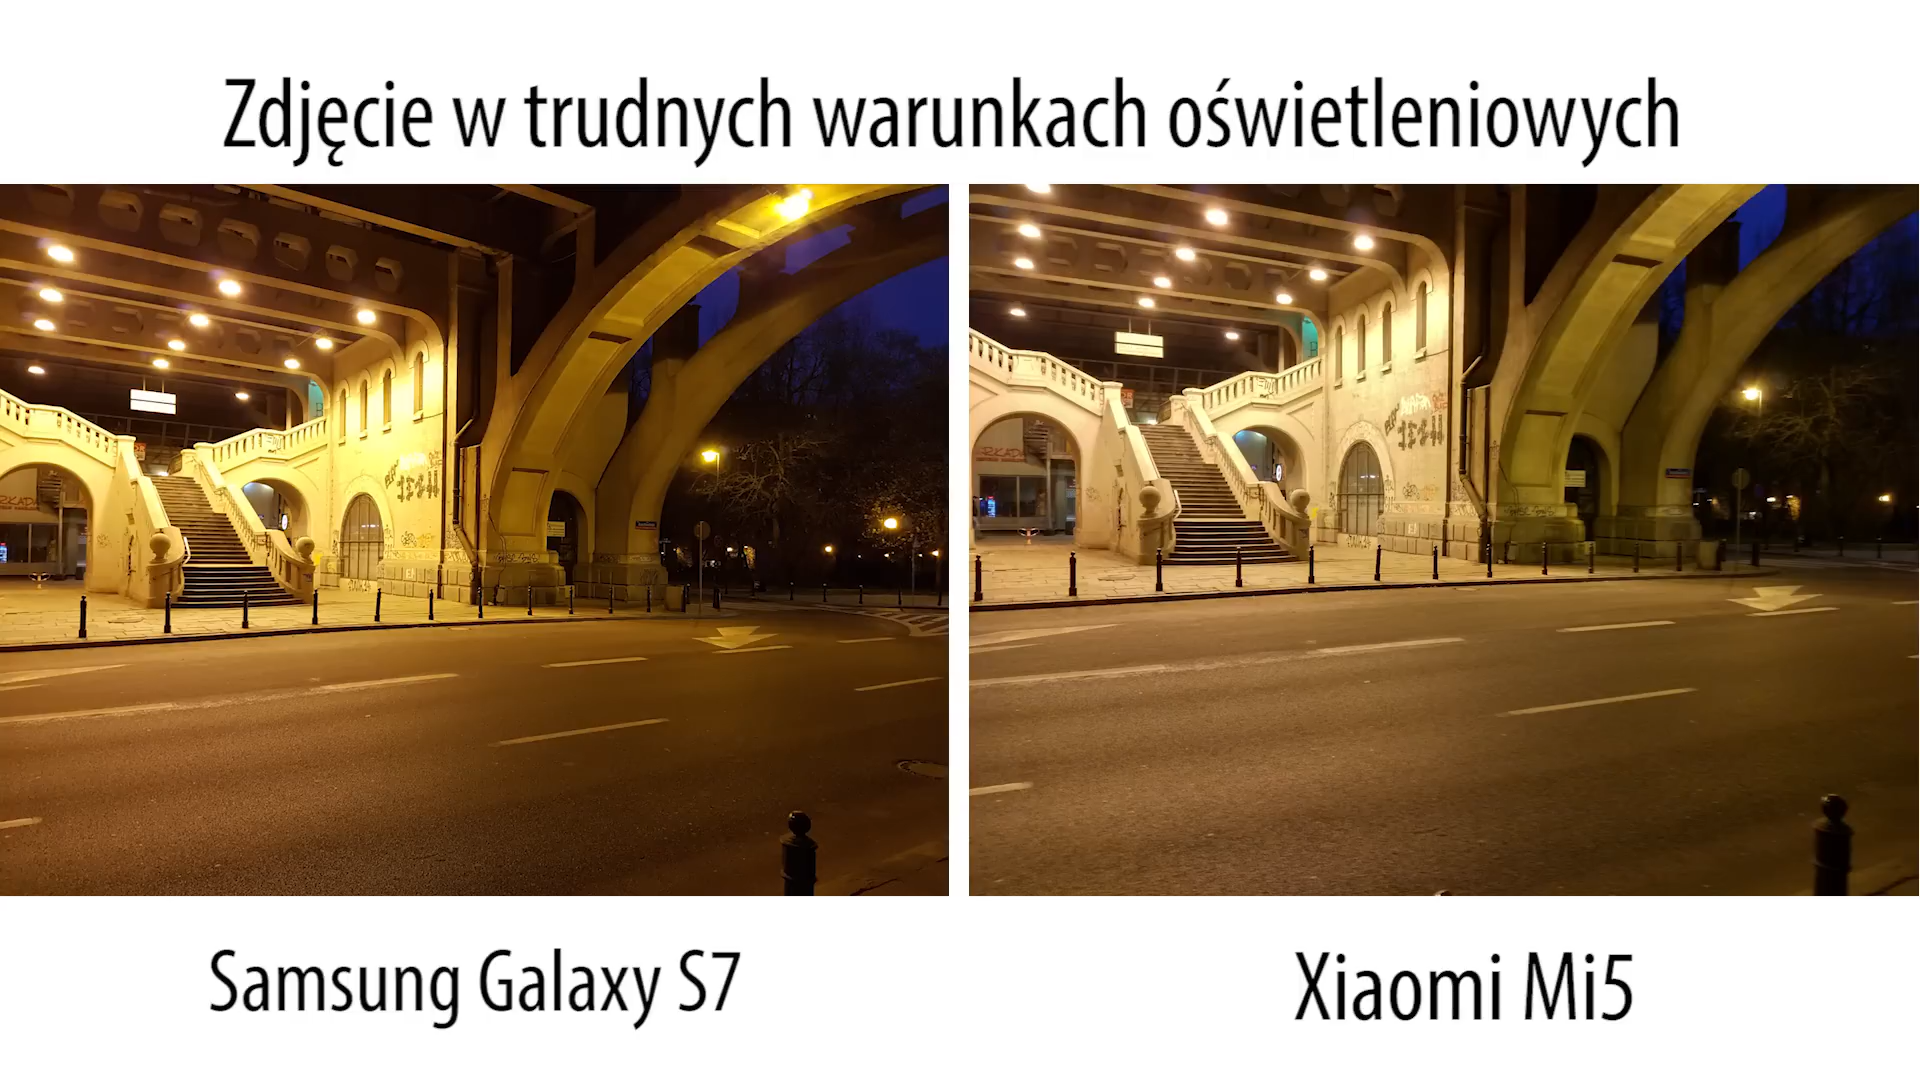 Zdjęcie w trudnych warunkach oświetleniowych
Samsung Galaxy S7
Xiaomi Mi5